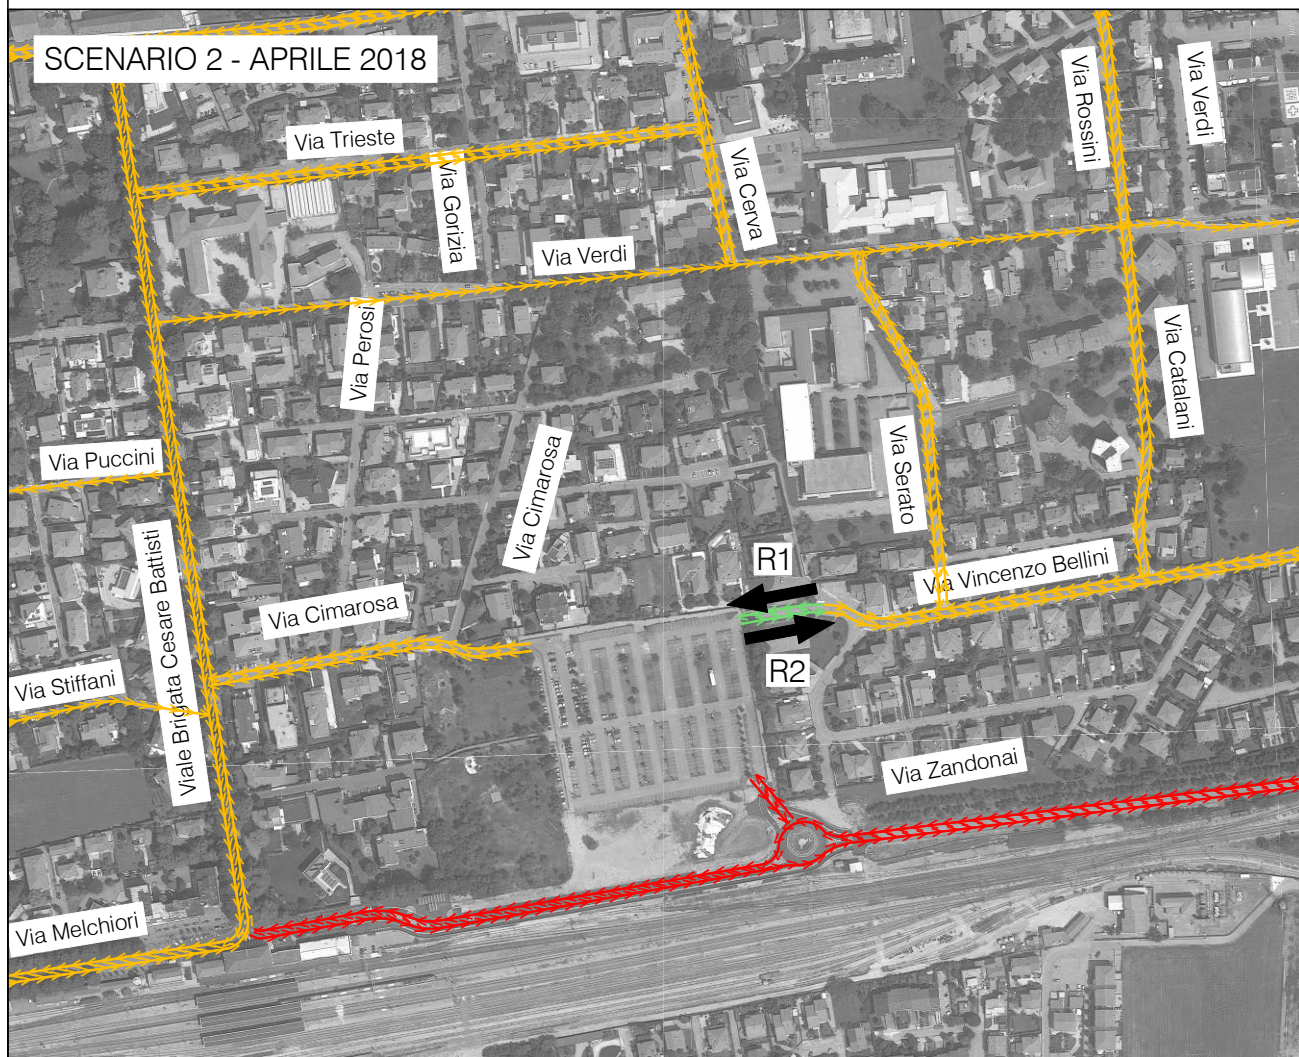 SCENARIO 2 - APRILE 2018
Via Trieste
Via Gorizia
Via Cerva
Via Rossini
Via Verdi
Via Verdi
Via Perosi
Via Catalani
Via Puccini
Via Cimarosa
Via Serato
Viale Brigata Cesare Battisti
R1
Via Vincenzo Bellini
Via Cimarosa
R2
Via Stiffani
Via Zandonai
Via Melchiori